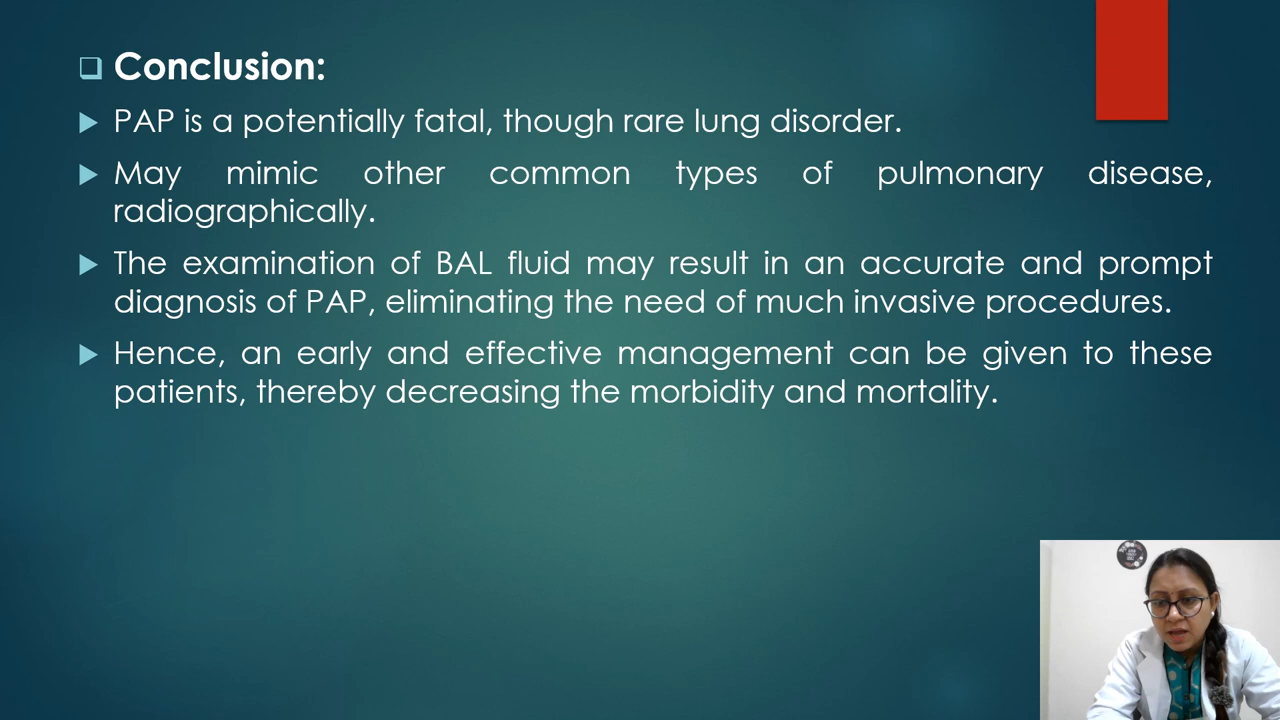 Conclusion:
PAP is a potentially fatal, though rare lung disorder.
May mimic other common types of pulmonary disease,
radiographically.
The examination of BAL fluid may result in an accurate and prompt
diagnosis of PAP, eliminating the need of much invasive procedures.
Hence, an early and effective management can be given to these
patients, thereby decreasing the morbidity and mortality.